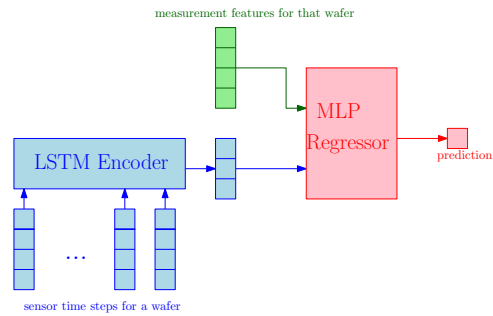 measurement features for that wafer
MLP
Regressor
LSTM Encoder
prediction
...
sensor time steps for a wafer